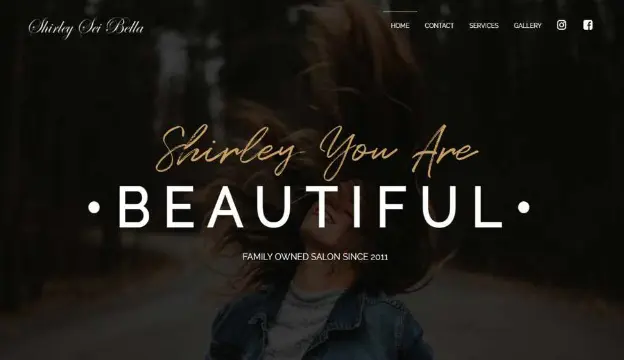 Shirley Sei Bella
HOME CONTACT SERVICES GALLERY
Shirley You Are
• BEAUTIFUL •
FAMILY OWNED SALON SINCE 2011